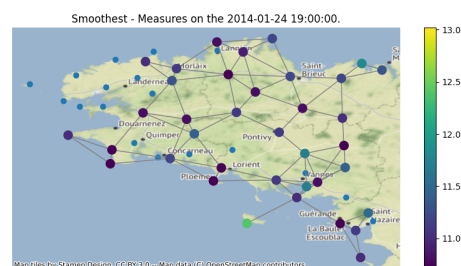 Smoothest - Measures on the 2014-01-24 19:00:00.
13.0
Lannion
Morlaix
Saint-
Brieuc
Landerneau
12.5
Douarnenez
Quimper
Pontivy
12.0
Concarneau
Lorient
Ploemeur
Vannes
11.5
Guérande
Saint-
Nazaire
La Baule-
Escoublac
11.0
Map tiles by Stamen Design, CC BY 3.0 -- Map data (C) OpenStreetMap contributors